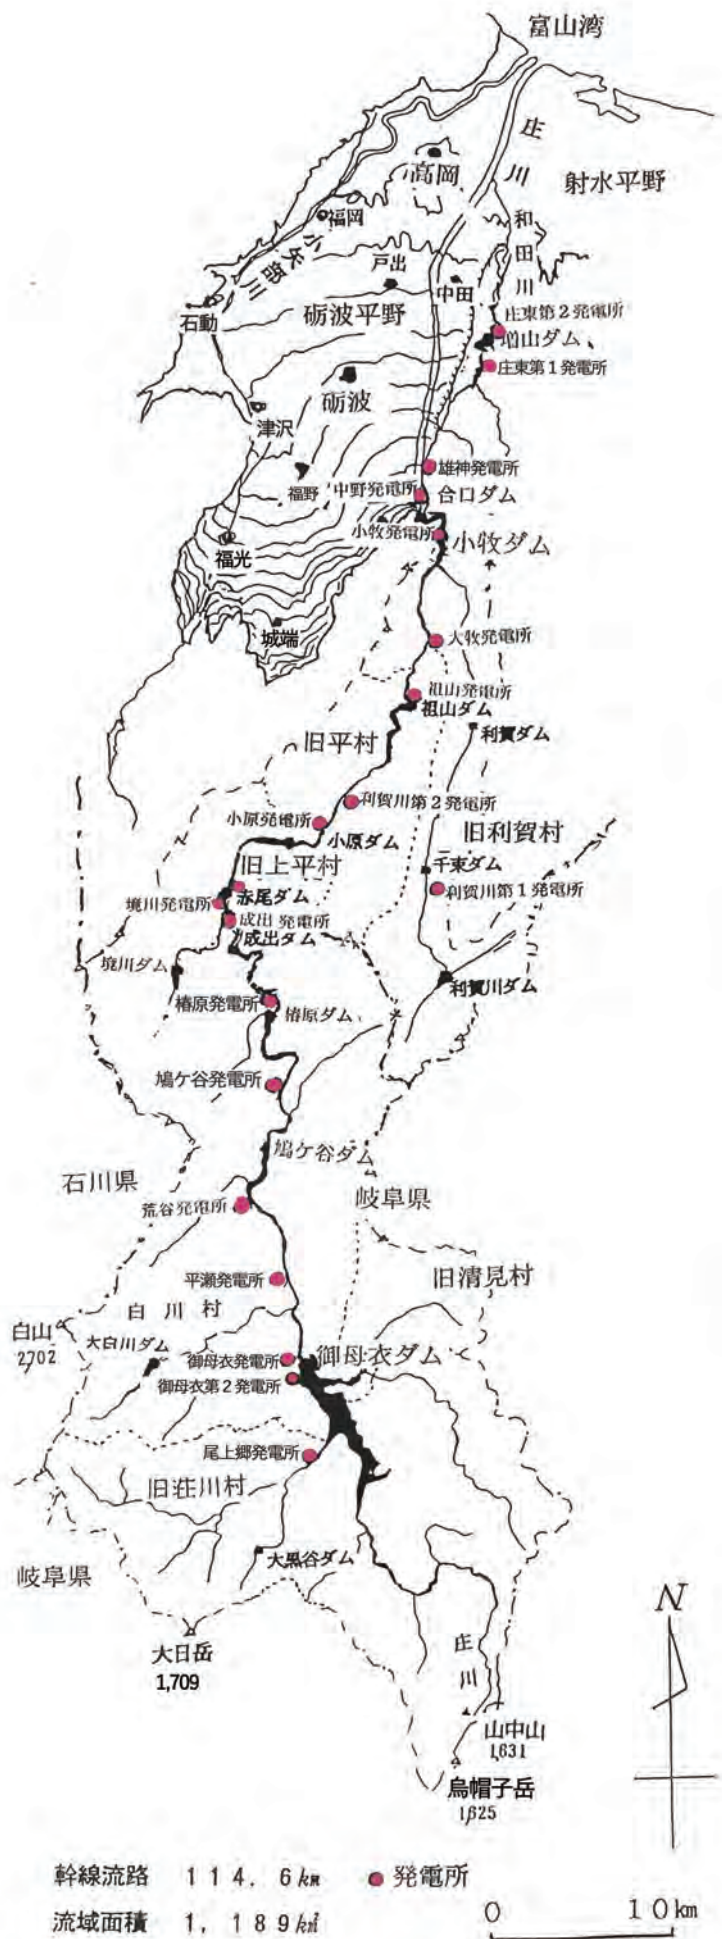 富山湾
庄川
高岡
射水平野
福岡
和田川
小矢部川
戸出
中田
石動
砺波平野
庄東第2発電所
増山ダム
庄東第1発電所
砺波
津沢
雄神発電所
福野
中野発電所
合口ダム
小牧発電所
小牧ダム
福光
城端
大牧発電所
祖山発電所
祖山ダム
旧平村
利賀ダム
利賀川第2発電所
小原発電所
小原ダム
旧利賀村
旧上平村
千束ダム
赤尾ダム
利賀川第1発電所
境川発電所
成出発電所
成出ダム
境川ダム
利賀川ダム
椿原発電所
椿原ダム
鳩ケ谷発電所
鳩ケ谷ダム
石川県
岐阜県
荒谷発電所
平瀬発電所
旧清見村
白川村
白山
2,702
大白川ダム
御母衣発電所
御母衣ダム
御母衣第2発電所
尾上郷発電所
旧荘川村
大黒谷ダム
岐阜県
N
大日岳
1,709
庄川
山中山
1,631
烏帽子岳
1,625
幹線流路 114.6km
発電所
流域面積 1,189km²
0 10km